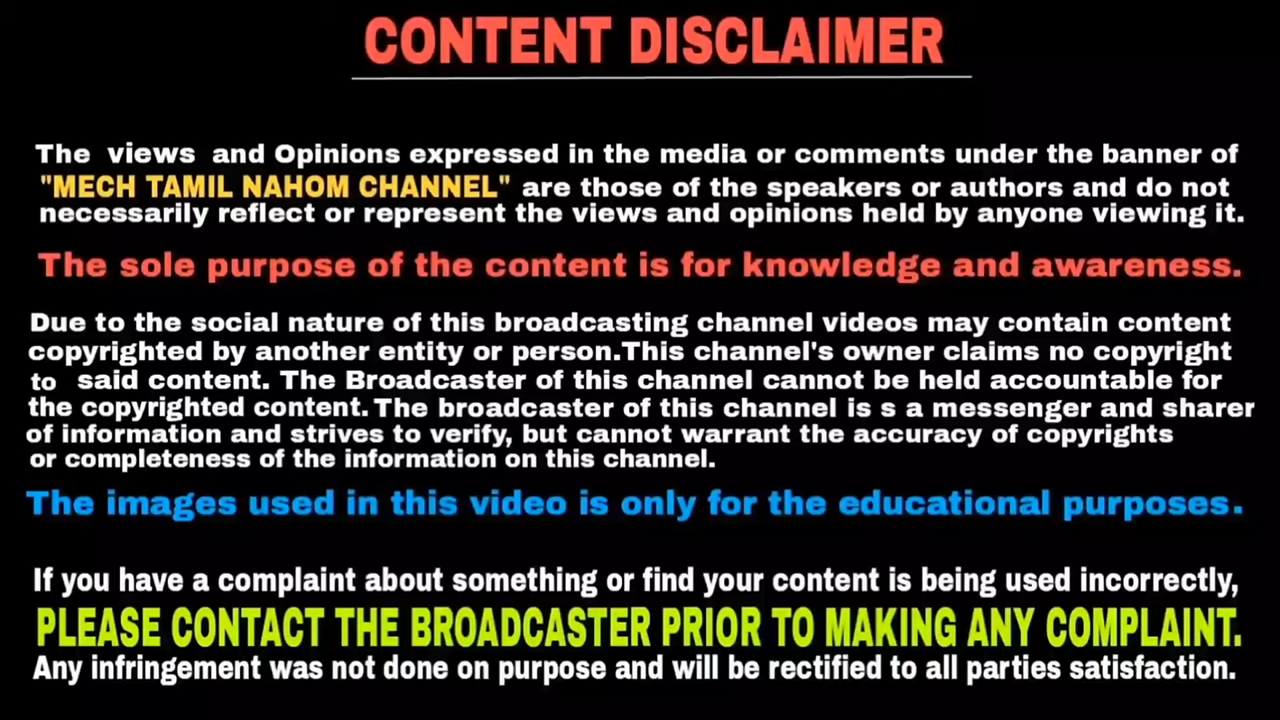 CONTENT DISCLAIMER
The views and Opinions expressed in the media or comments under the banner of
"MECH TAMIL NAHOM CHANNEL" are those of the speakers or authors and do not
necessarily reflect or represent the views and opinions held by anyone viewing it.
The sole purpose of the content is for knowledge and awareness.
Due to the social nature of this broadcasting channel videos may contain content
copyrighted by another entity or person.This channel's owner claims no copyright
to said content. The Broadcaster of this channel cannot be held accountable for
the copyrighted content. The broadcaster of this channel is s a messenger and sharer
of information and strives to verify, but cannot warrant the accuracy of copyrights
or completeness of the information on this channel.
The images used in this video is only for the educational purposes.
If you have a complaint about something or find your content is being used incorrectly,
PLEASE CONTACT THE BROADCASTER PRIOR TO MAKING ANY COMPLAINT.
Any infringement was not done on purpose and will be rectified to all parties satisfaction.